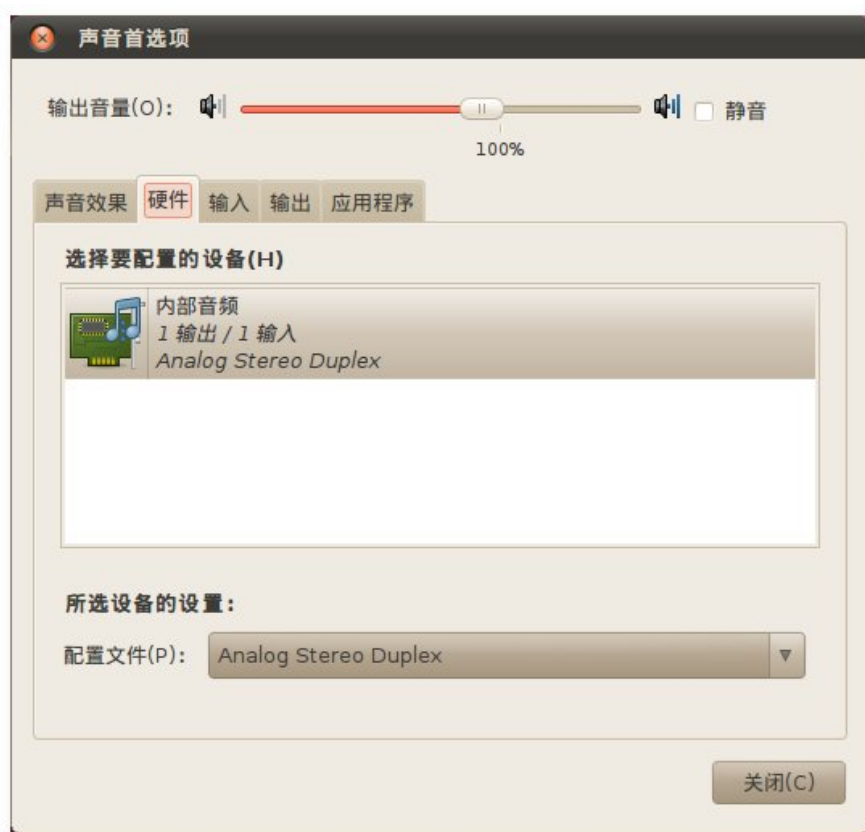 声音首选项
输出音量(O): 静音
100%
声音效果 硬件 输入 输出 应用程序
选择要配置的设备(H)
内部音频
1 输出 / 1 输入
Analog Stereo Duplex
所选设备的设置:
配置文件(P): Analog Stereo Duplex
关闭(C)